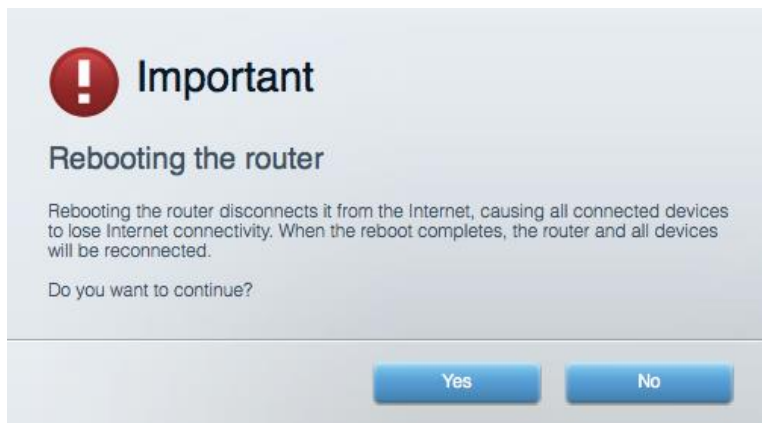 Important
Rebooting the router
Rebooting the router disconnects it from the Internet, causing all connected devices
to lose Internet connectivity. When the reboot completes, the router and all devices
will be reconnected.
Do you want to continue?
Yes No